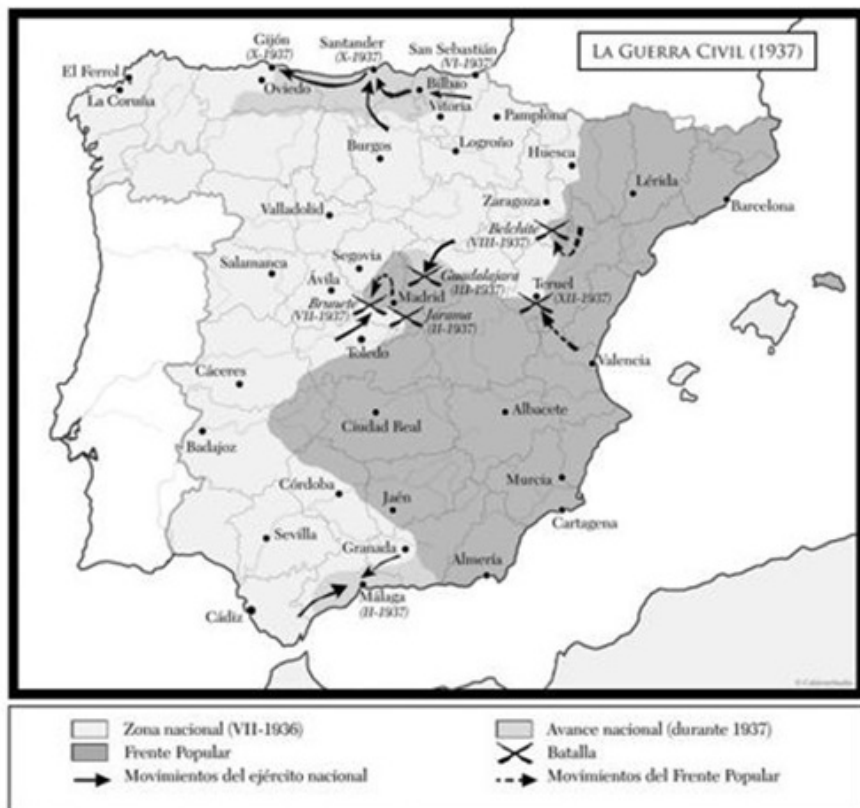 LA GUERRA CIVIL (1937)
Gijón
(X-1937)
Santander
(X-1937)
San Sebastián
(VI-1937)
El Ferrol
La Coruña
Oviedo
Bilbao
Vitoria
Pamplona
Burgos
Logroño
Huesca
Lérida
Zaragoza
Barcelona
Valladolid
Belchite
(VIII-1937)
Segovia
Salamanca
Ávila
Guadalajara
(III-1937)
Teruel
(XII-1937)
Brunete
(VII-1937)
Madrid
Jarama
(II-1937)
Toledo
Valencia
Cáceres
Ciudad Real
Albacete
Badajoz
Murcia
Córdoba
Jaén
Cartagena
Sevilla
Granada
Almería
Málaga
(II-1937)
Cádiz
Zona nacional (VII-1936)
Avance nacional (durante 1937)
Frente Popular
Batalla
Movimientos del ejército nacional
Movimientos del Frente Popular